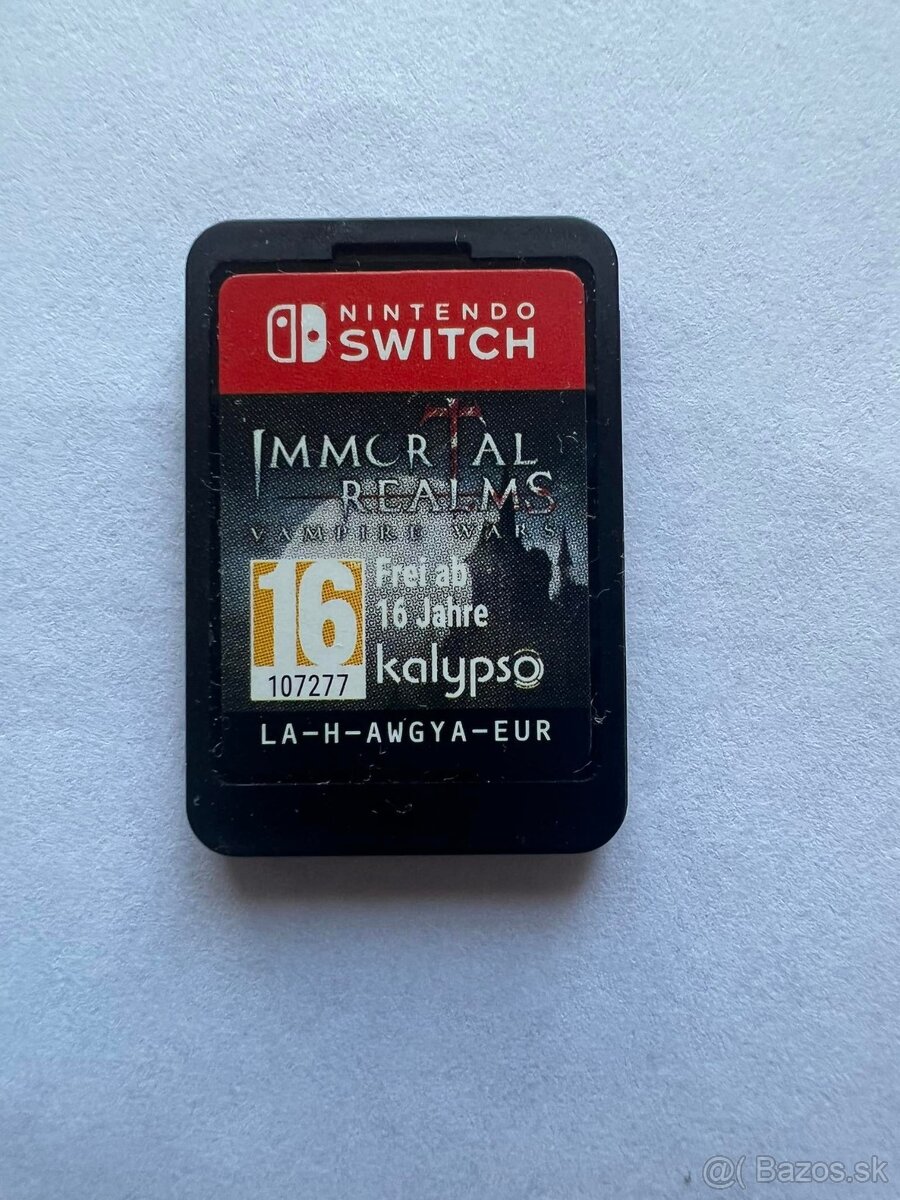 NINTENDO
SWITCH
IMMORTAL
REALMS
VAMPIRE WARS
16
Frei ab
16 Jahre
107277
kalypso
LA-H-AWGYA-EUR
@( Bazos.sk